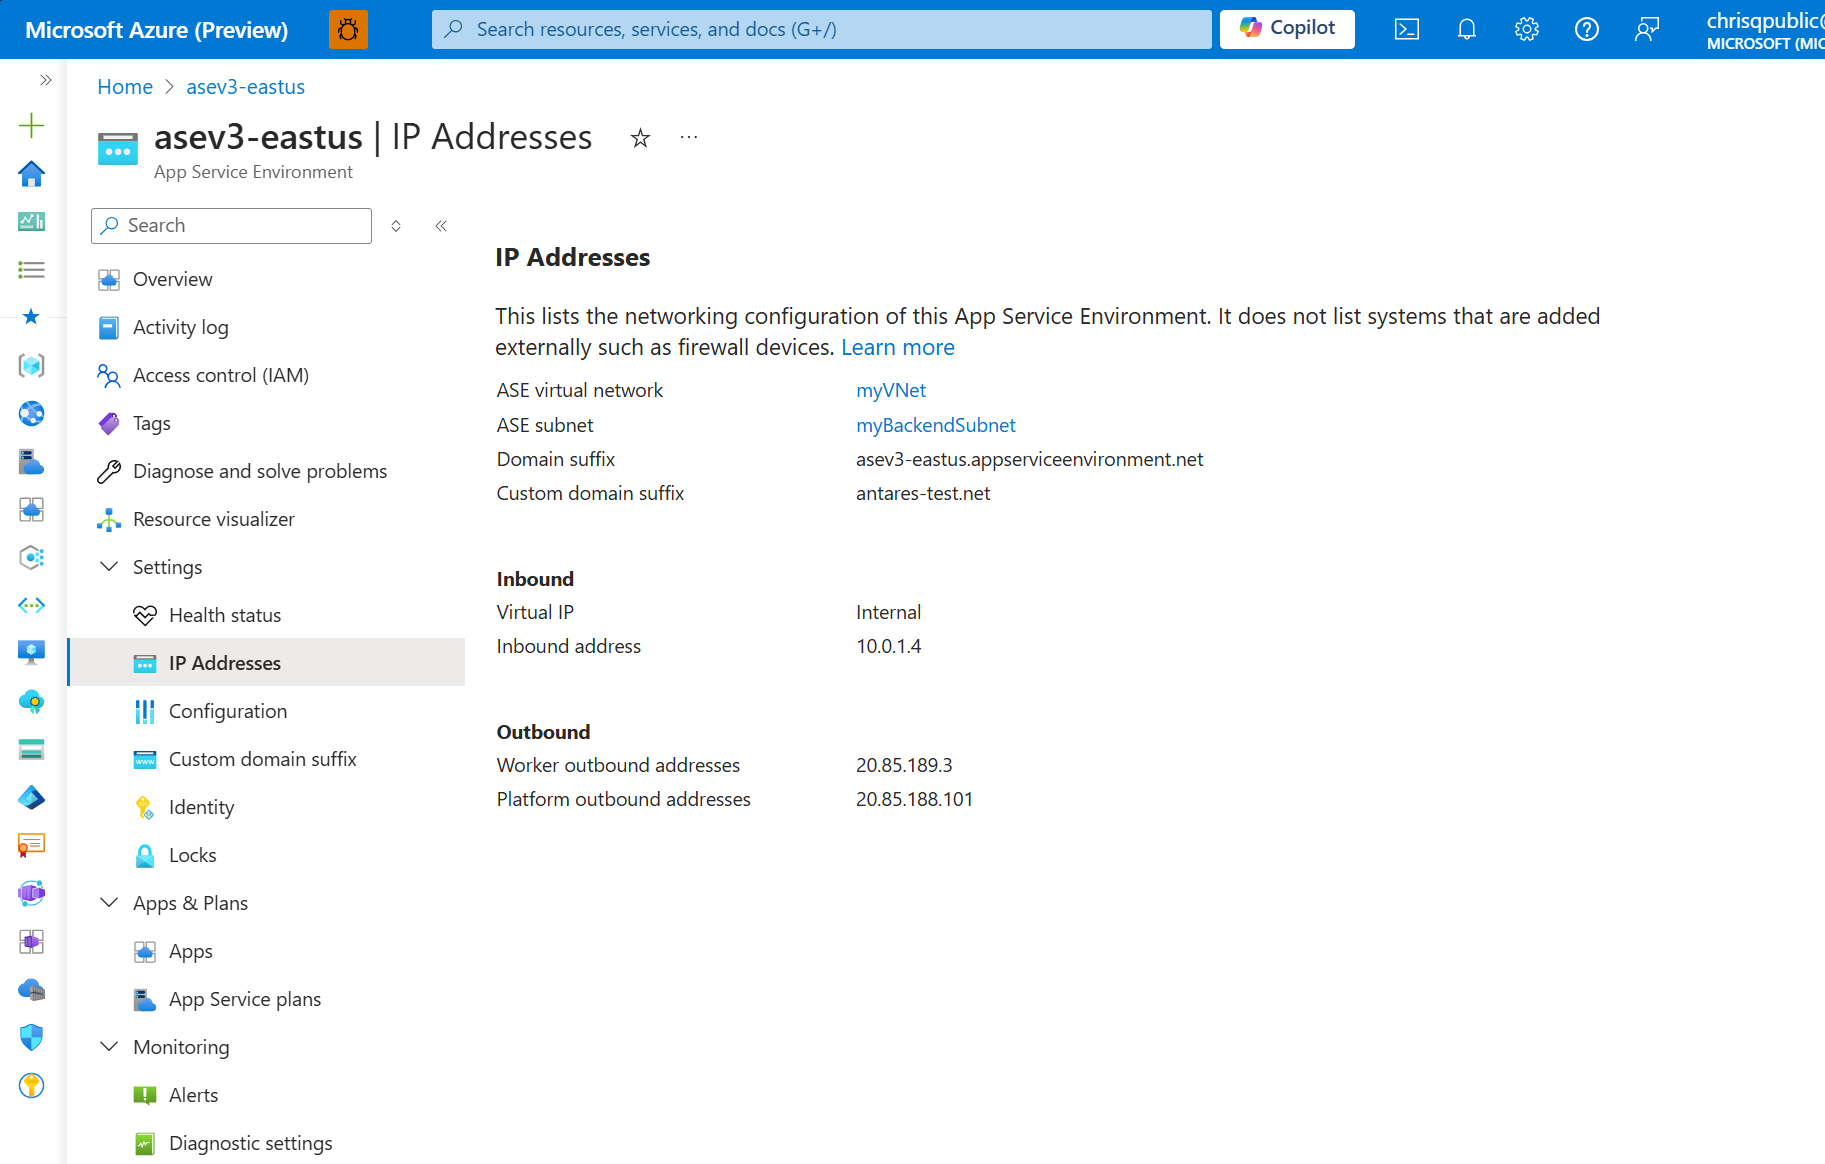 Microsoft Azure (Preview)
Search resources, services, and docs (G+/)
Copilot
chrisqpublic@
MICROSOFT (MIC
Home > asev3-eastus
asev3-eastus | IP Addresses
App Service Environment
Search
Overview
Activity log
Access control (IAM)
Tags
Diagnose and solve problems
Resource visualizer
Settings
Health status
IP Addresses
Configuration
Custom domain suffix
Identity
Locks
Apps & Plans
Apps
App Service plans
Monitoring
Alerts
Diagnostic settings
IP Addresses
This lists the networking configuration of this App Service Environment. It does not list systems that are added
externally such as firewall devices. Learn more
ASE virtual network myVNet
ASE subnet myBackendSubnet
Domain suffix asev3-eastus.appserviceenvironment.net
Custom domain suffix antares-test.net
Inbound
Virtual IP Internal
Inbound address 10.0.1.4
Outbound
Worker outbound addresses 20.85.189.3
Platform outbound addresses 20.85.188.101